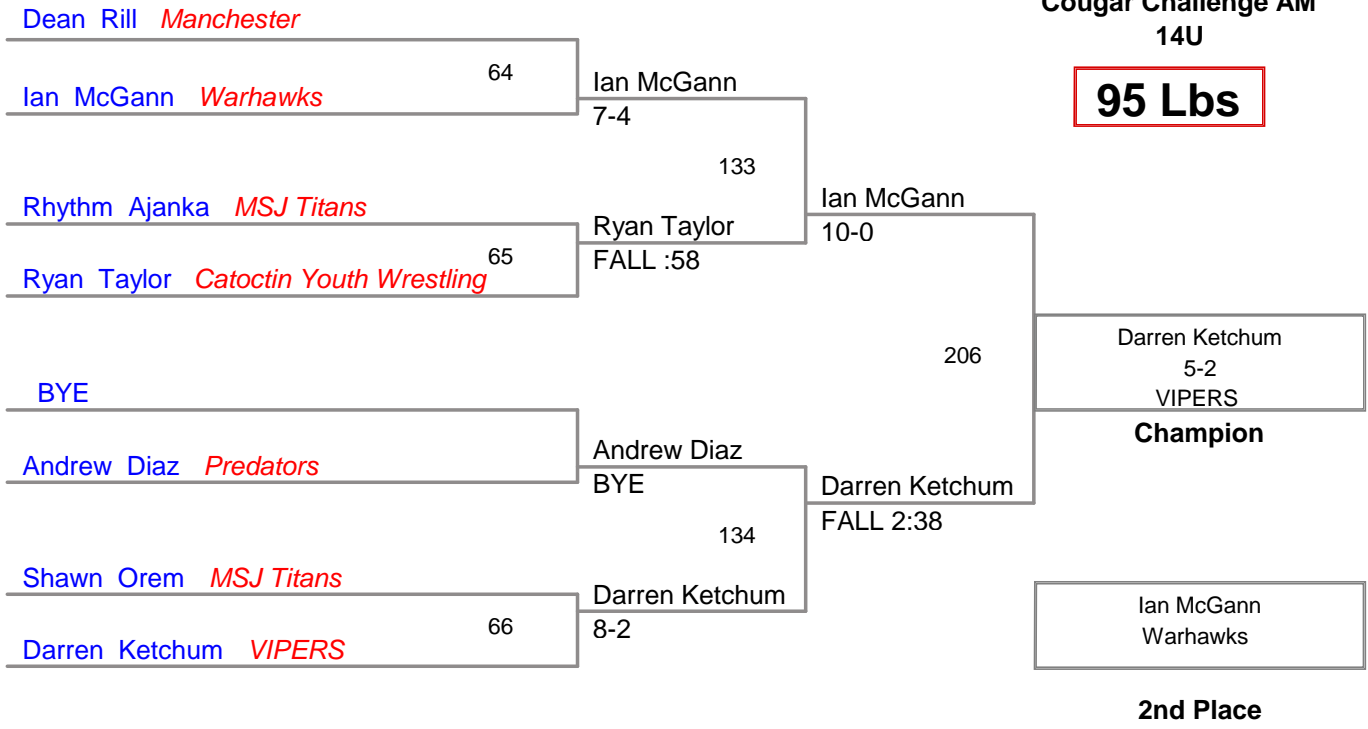 Cougar Challenge AM
14U
95 Lbs
Dean Rill Manchester
64
Ian McGann Warhawks
Ian McGann
7-4
133
Rhythm Ajanka MSJ Titans
65
Ryan Taylor Catoctin Youth Wrestling
Ryan Taylor
FALL :58
Ian McGann
10-0
206
BYE
Andrew Diaz Predators
Andrew Diaz
BYE
134
Shawn Orem MSJ Titans
66
Darren Ketchum VIPERS
Darren Ketchum
8-2
Darren Ketchum
FALL 2:38
Darren Ketchum
5-2
VIPERS
Champion
Ian McGann
Warhawks
2nd Place